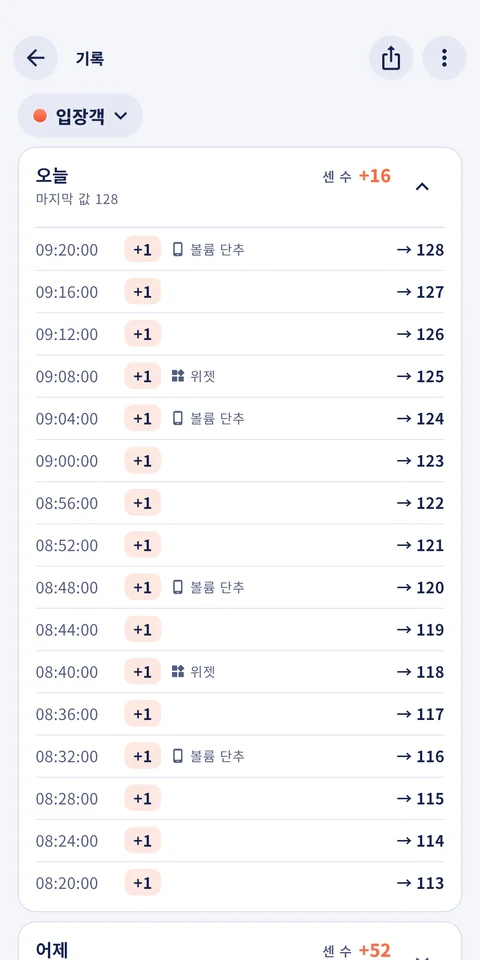 기록
입장객
오늘
센 수 +16
마지막 값 128
09:20:00 +1 볼륨 단추 → 128
09:16:00 +1 → 127
09:12:00 +1 → 126
09:08:00 +1 위젯 → 125
09:04:00 +1 볼륨 단추 → 124
09:00:00 +1 → 123
08:56:00 +1 → 122
08:52:00 +1 → 121
08:48:00 +1 볼륨 단추 → 120
08:44:00 +1 → 119
08:40:00 +1 위젯 → 118
08:36:00 +1 → 117
08:32:00 +1 볼륨 단추 → 116
08:28:00 +1 → 115
08:24:00 +1 → 114
08:20:00 +1 → 113
어제
센 수 +52